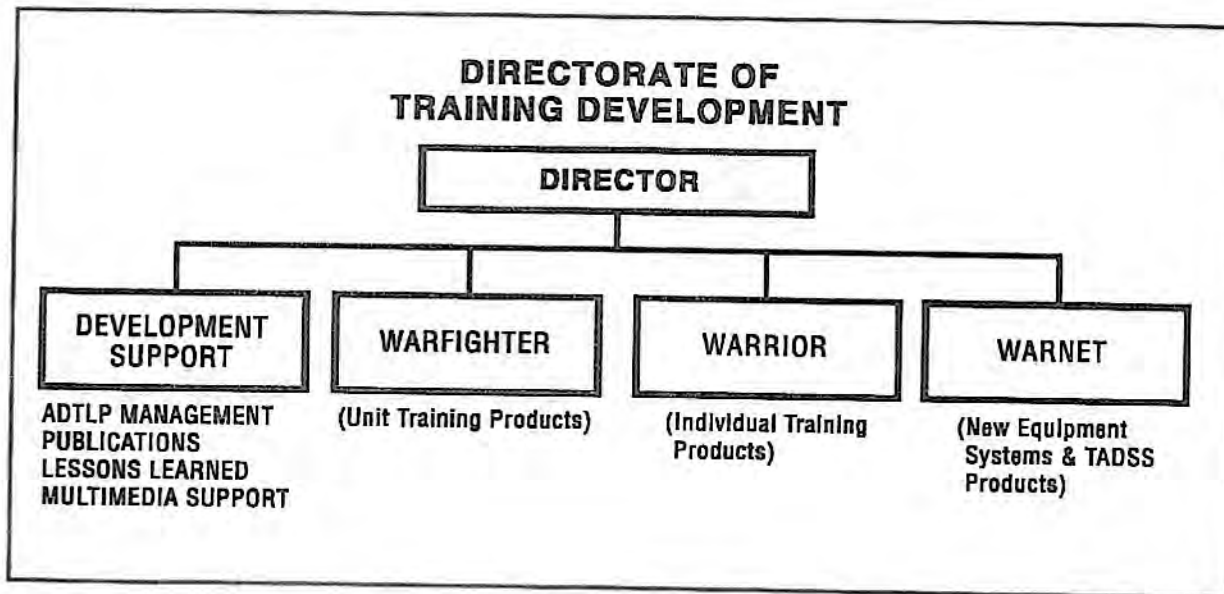 DIRECTORATE OF
TRAINING DEVELOPMENT
DIRECTOR
DEVELOPMENT
SUPPORT
ADTLP MANAGEMENT
PUBLICATIONS
LESSONS LEARNED
MULTIMEDIA SUPPORT
WARFIGHTER
(Unit Training Products)
WARRIOR
(Individual Training
Products)
WARNET
(New Equipment
Systems & TADSS
Products)